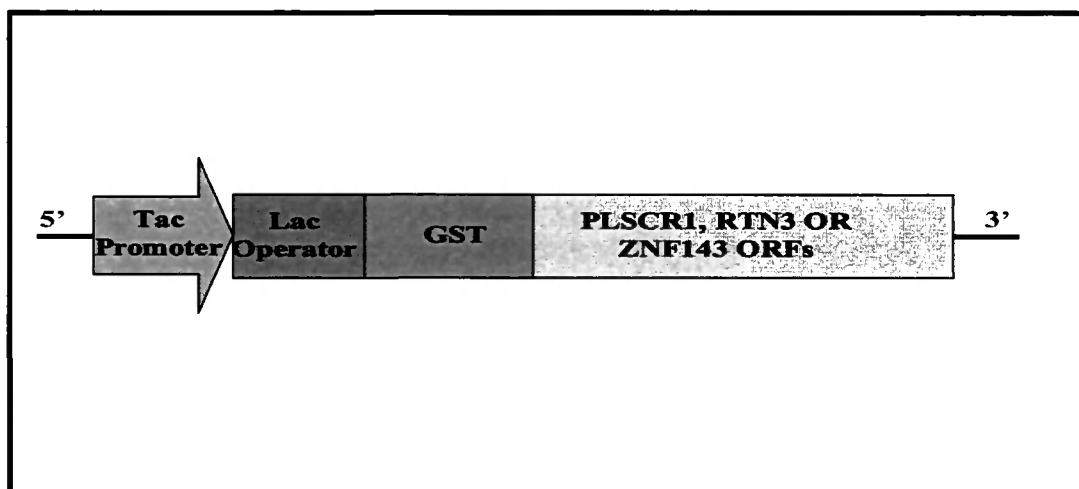 5’
Tac
Promoter
Lac
Operator
GST
PLSCR1, RTN3 OR
ZNF143 ORFs
3’